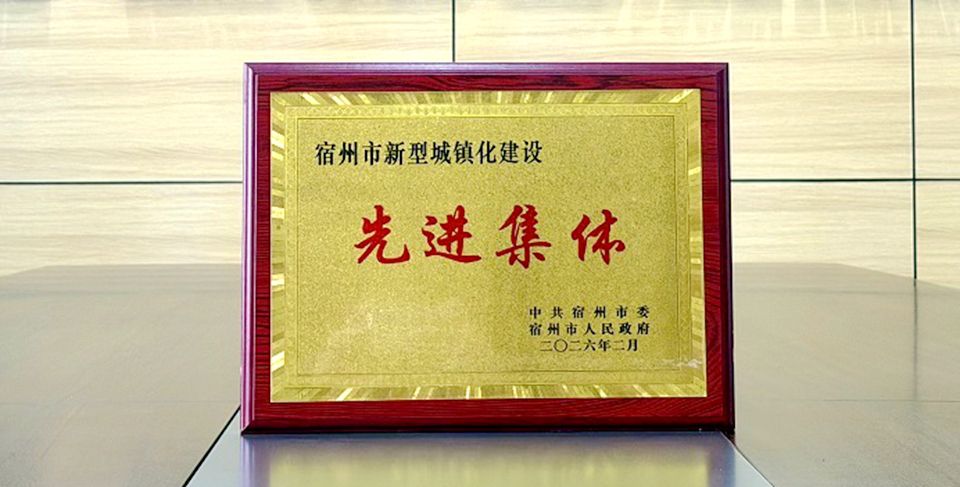 宿州市新型城镇化建设
先进集体
中共宿州市委
宿州市人民政府
二〇二六年二月